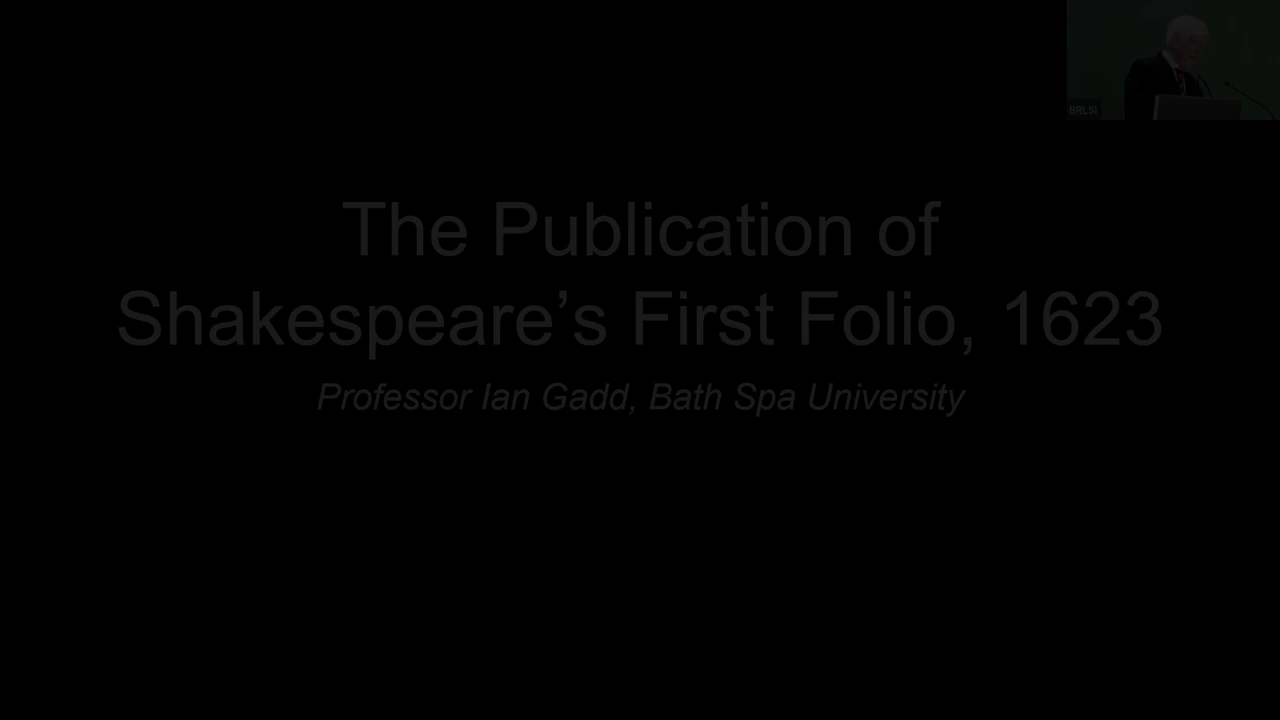 BRLSI
The Publication of
Shakespeare’s First Folio, 1623
Professor Ian Gadd, Bath Spa University